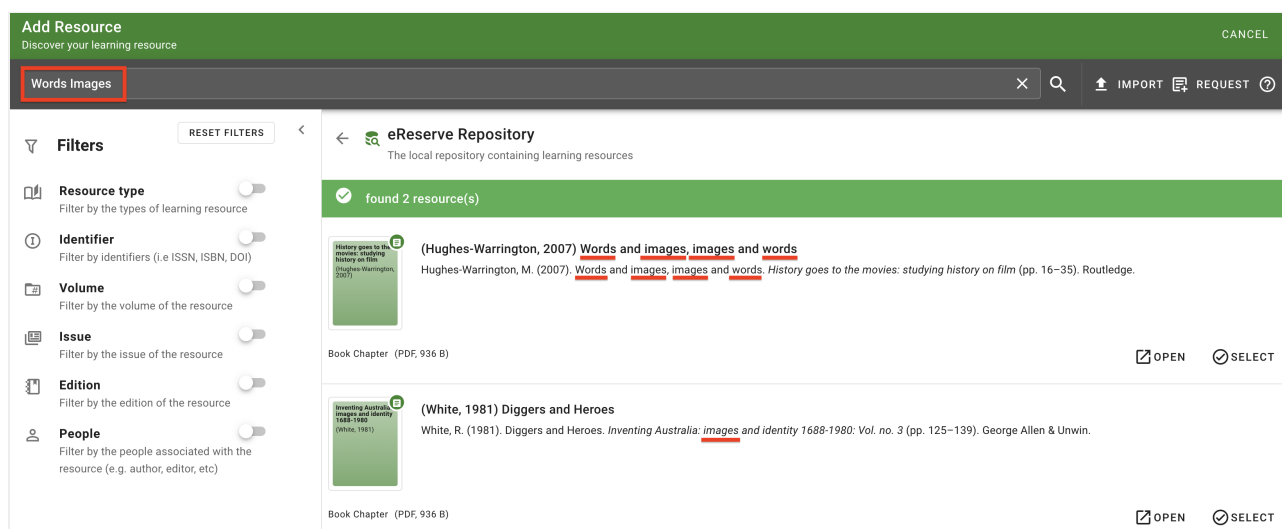 Add Resource
Discover your learning resource
CANCEL
Words Images
IMPORT
REQUEST
Filters
RESET FILTERS
Resource type
Filter by the types of learning resource
Identifier
Filter by identifiers (i.e ISSN, ISBN, DOI)
Volume
Filter by the volume of the resource
Issue
Filter by the issue of the resource
Edition
Filter by the edition of the resource
People
Filter by the people associated with the
resource (e.g. author, editor, etc)
eReserve Repository
The local repository containing learning resources
found 2 resource(s)
History goes to the
movies: studying
history on film
(Hughes-Warrington,
2007)
(Hughes-Warrington, 2007) Words and images, images and words
Hughes-Warrington, M. (2007). Words and images, images and words. History goes to the movies: studying history on film (pp. 16–35). Routledge.
Book Chapter (PDF, 936 B)
OPEN
SELECT
Inventing Australia:
images and identity
1688-1980
(White, 1981)
(White, 1981) Diggers and Heroes
White, R. (1981). Diggers and Heroes. Inventing Australia: images and identity 1688-1980: Vol. no. 3 (pp. 125–139). George Allen & Unwin.
Book Chapter (PDF, 936 B)
OPEN
SELECT